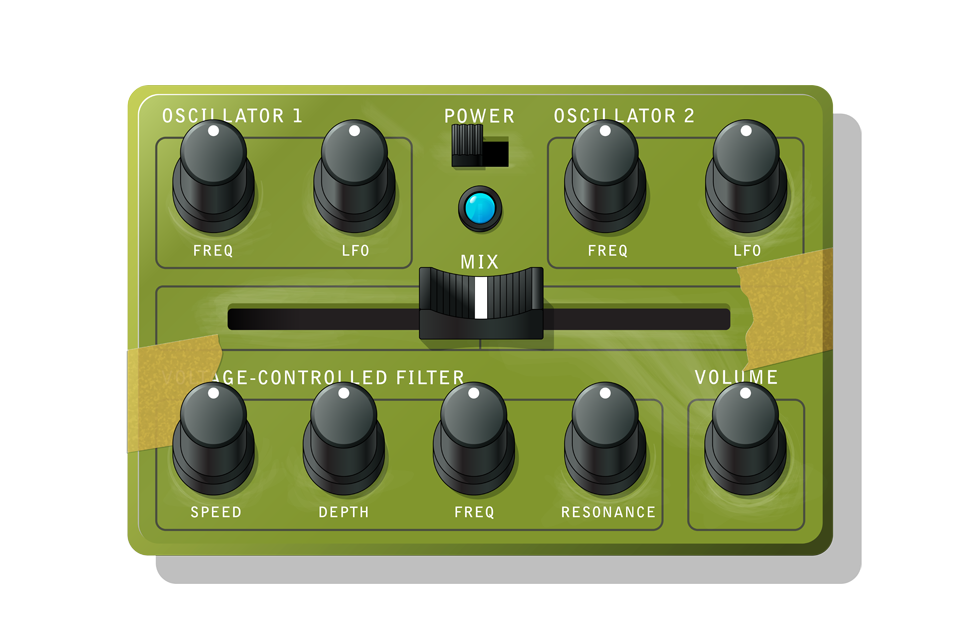 OSCILLATOR 1
POWER
OSCILLATOR 2
FREQ
LFO
FREQ
LFO
MIX
AGE-CONTROLLED FILTER
VOLUME
SPEED
DEPTH
FREQ
RESONANCE